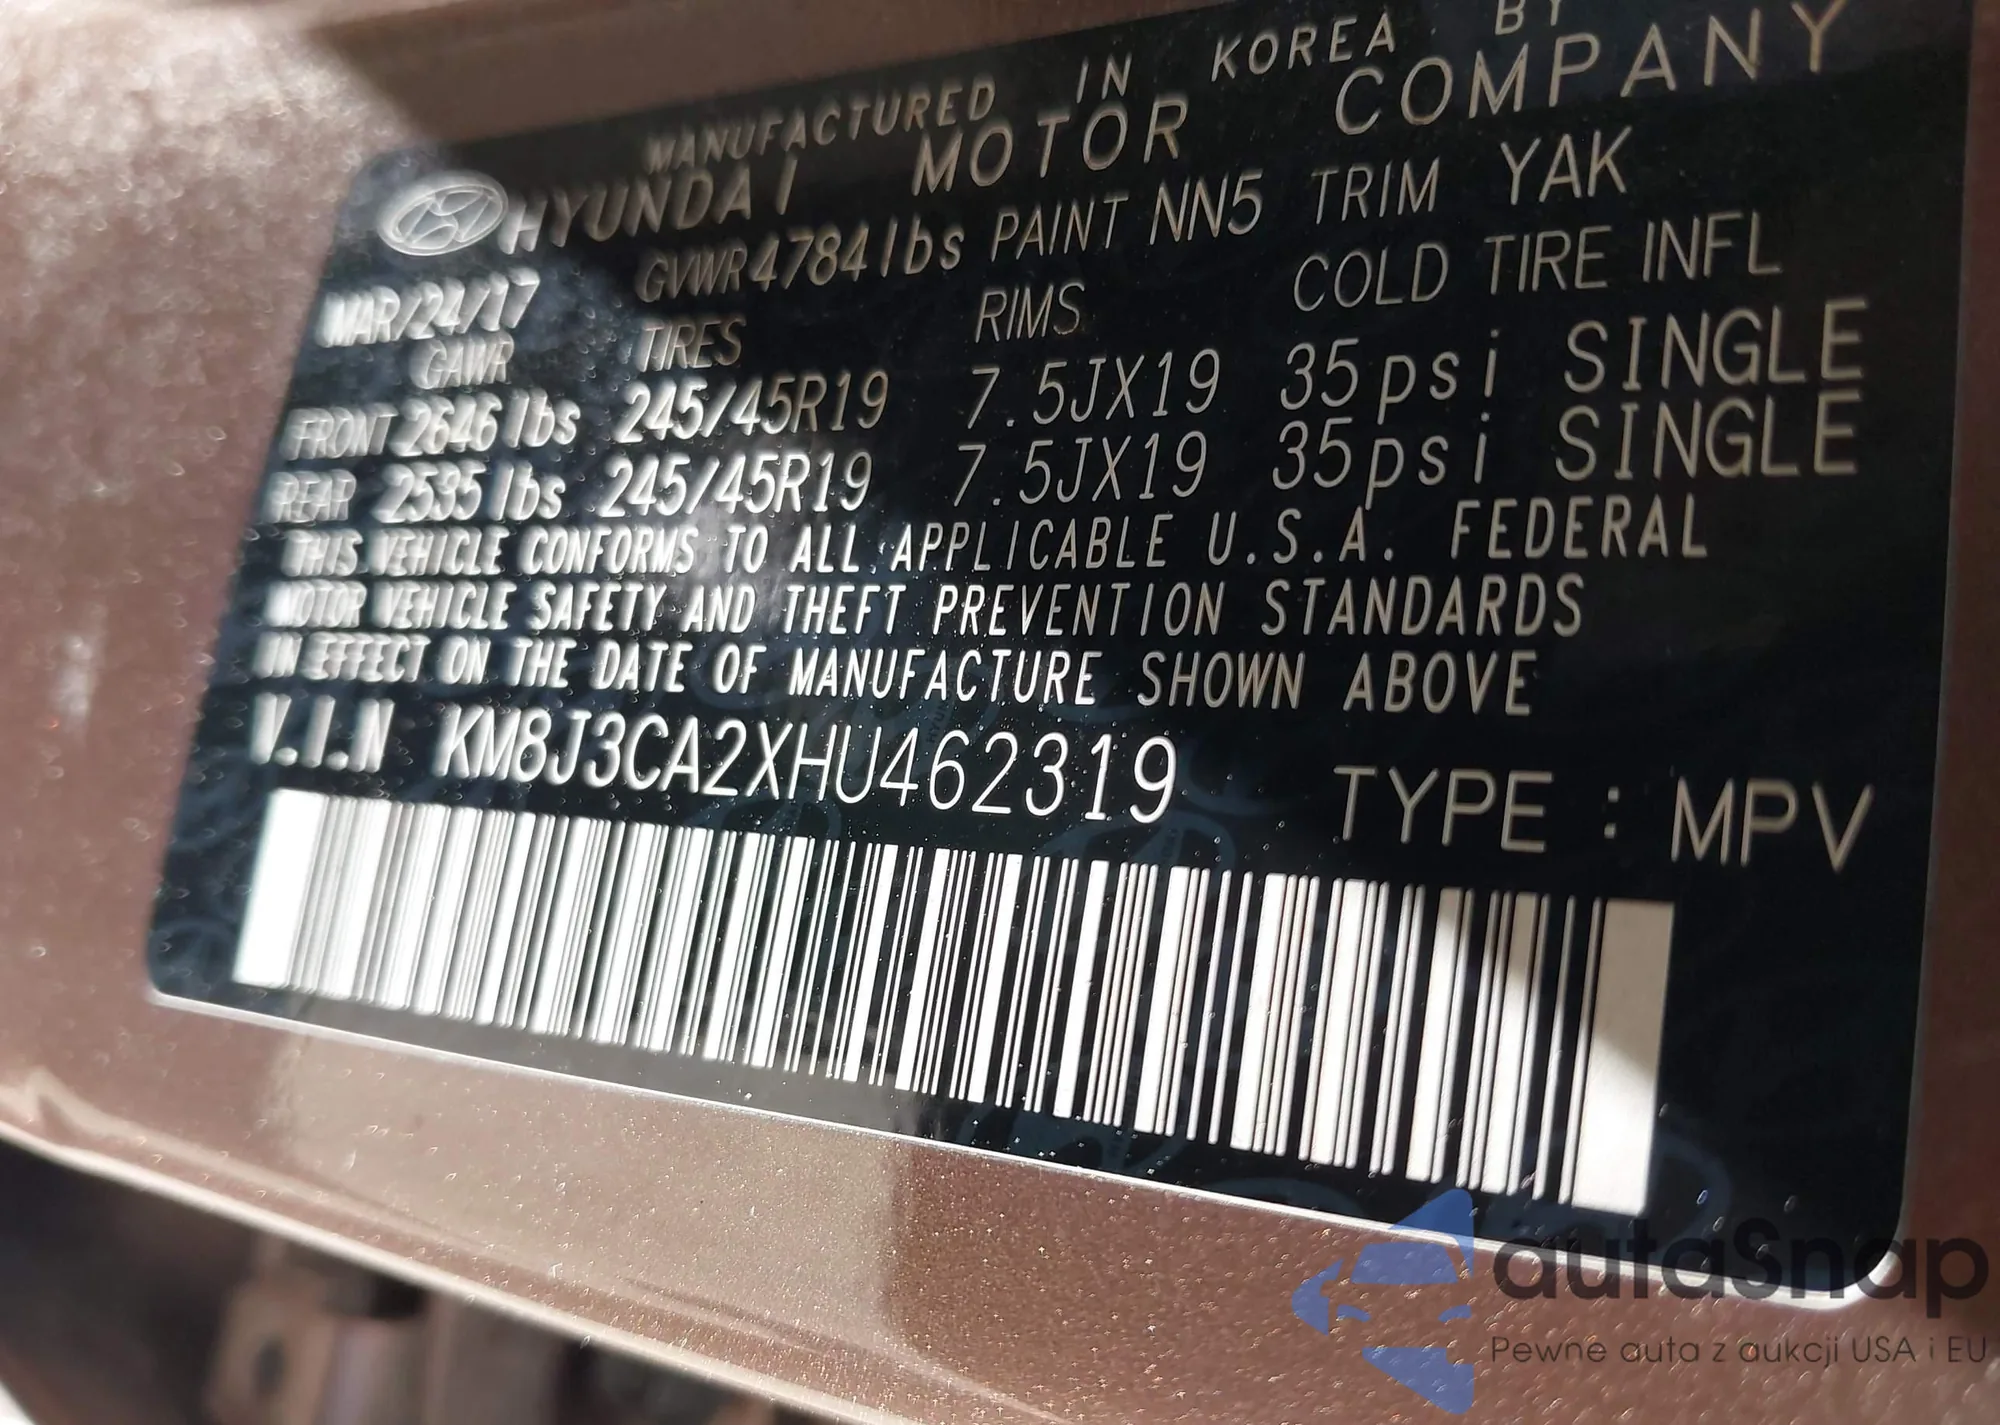 MANUFACTURED IN KOREA BY
HYUNDAI MOTOR COMPANY
MAR/24/17 GVWR 4784lbs PAINT NN5 TRIM YAK
GAWR TIRES RIMS COLD TIRE INFL
FRONT 2646 lbs 245/45R19 7.5JX19 35psi SINGLE
REAR 2535 lbs 245/45R19 7.5JX19 35psi SINGLE
THIS VEHICLE CONFORMS TO ALL APPLICABLE U.S.A. FEDERAL
MOTOR VEHICLE SAFETY AND THEFT PREVENTION STANDARDS
IN EFFECT ON THE DATE OF MANUFACTURE SHOWN ABOVE
V.I.N KM8J3CA2XHU462319 TYPE : MPV
autaSnap
Pewne auta z aukcji USA i EU